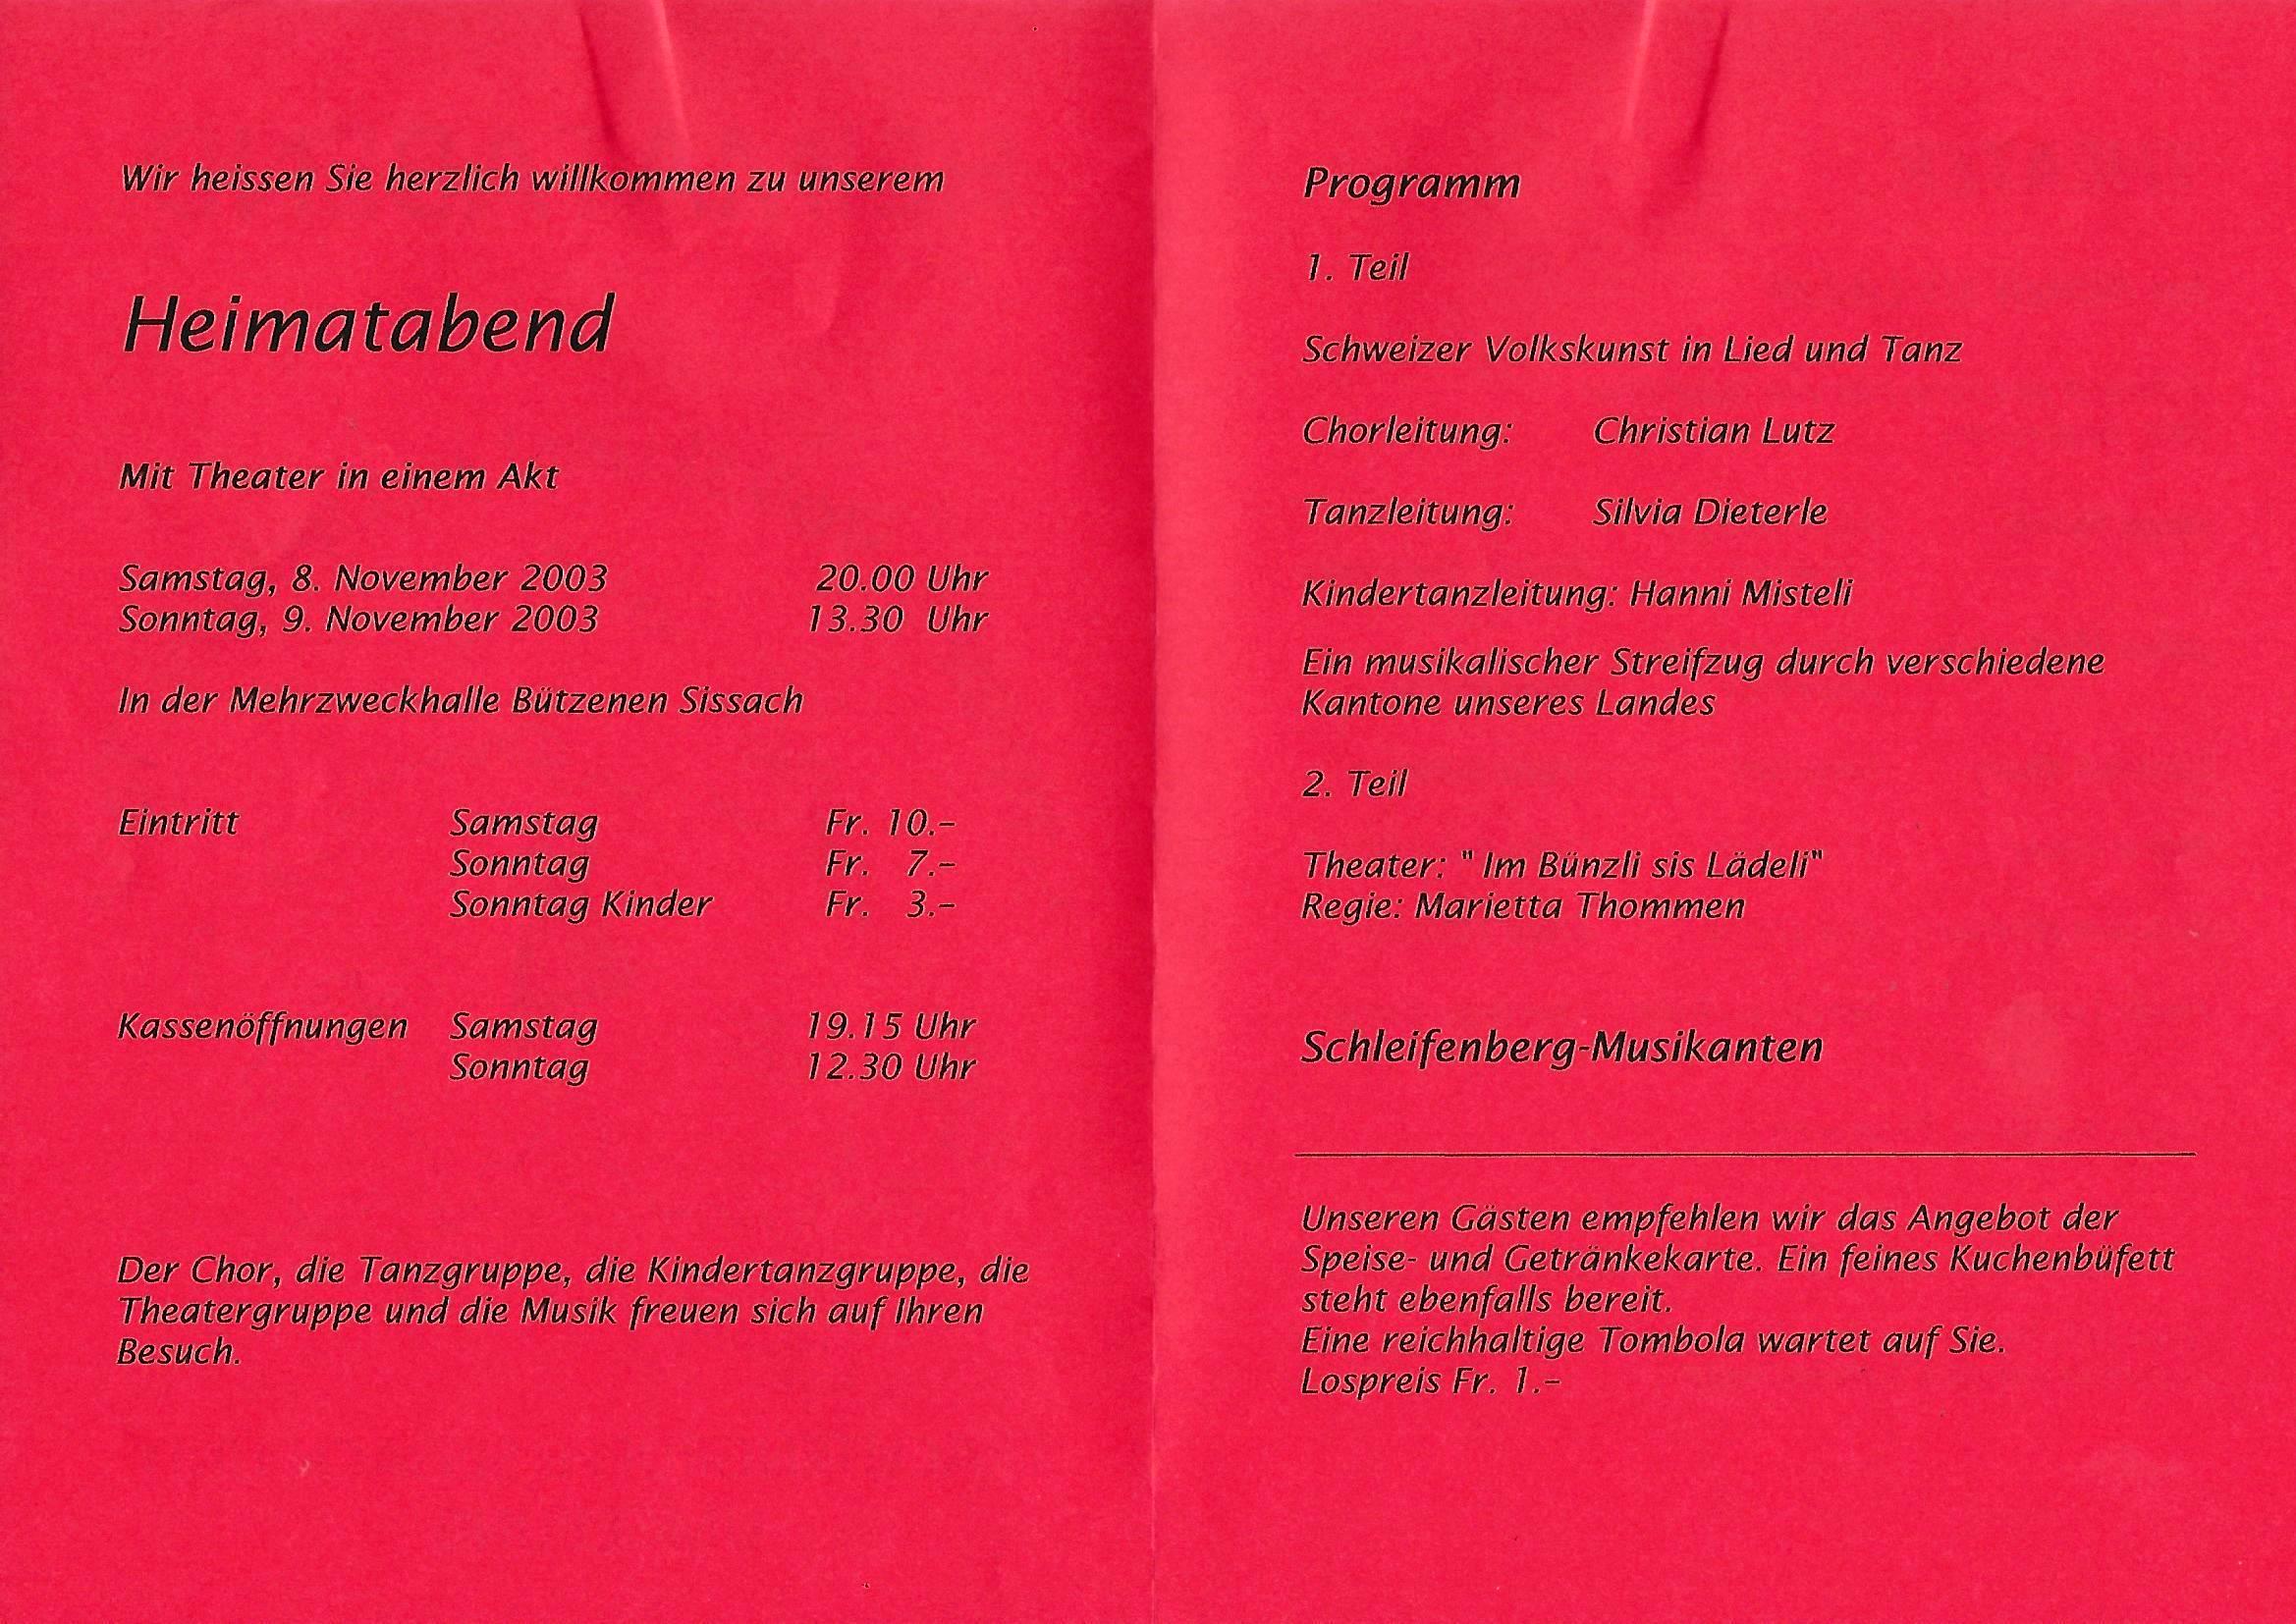 Wir heissen Sie herzlich willkommen zu unserem
Heimatabend
Mit Theater in einem Akt
Samstag, 8. November 2003 20.00 Uhr
Sonntag, 9. November 2003 13.30 Uhr
In der Mehrzweckhalle Bützenen Sissach
Eintritt Samstag Fr. 10.–
Sonntag Fr. 7.–
Sonntag Kinder Fr. 3.–
Kassenöffnungen Samstag 19.15 Uhr
Sonntag 12.30 Uhr
Der Chor, die Tanzgruppe, die Kindertanzgruppe, die
Theatergruppe und die Musik freuen sich auf Ihren
Besuch.
Programm
1. Teil
Schweizer Volkskunst in Lied und Tanz
Chorleitung: Christian Lutz
Tanzleitung: Silvia Dieterle
Kindertanzleitung: Hanni Misteli
Ein musikalischer Streifzug durch verschiedene
Kantone unseres Landes
2. Teil
Theater: " Im Bünzli sis Lädeli"
Regie: Marietta Thommen
Schleifenberg-Musikanten
Unseren Gästen empfehlen wir das Angebot der
Speise- und Getränkekarte. Ein feines Kuchenbüfett
steht ebenfalls bereit.
Eine reichhaltige Tombola wartet auf Sie.
Lospreis Fr. 1.–